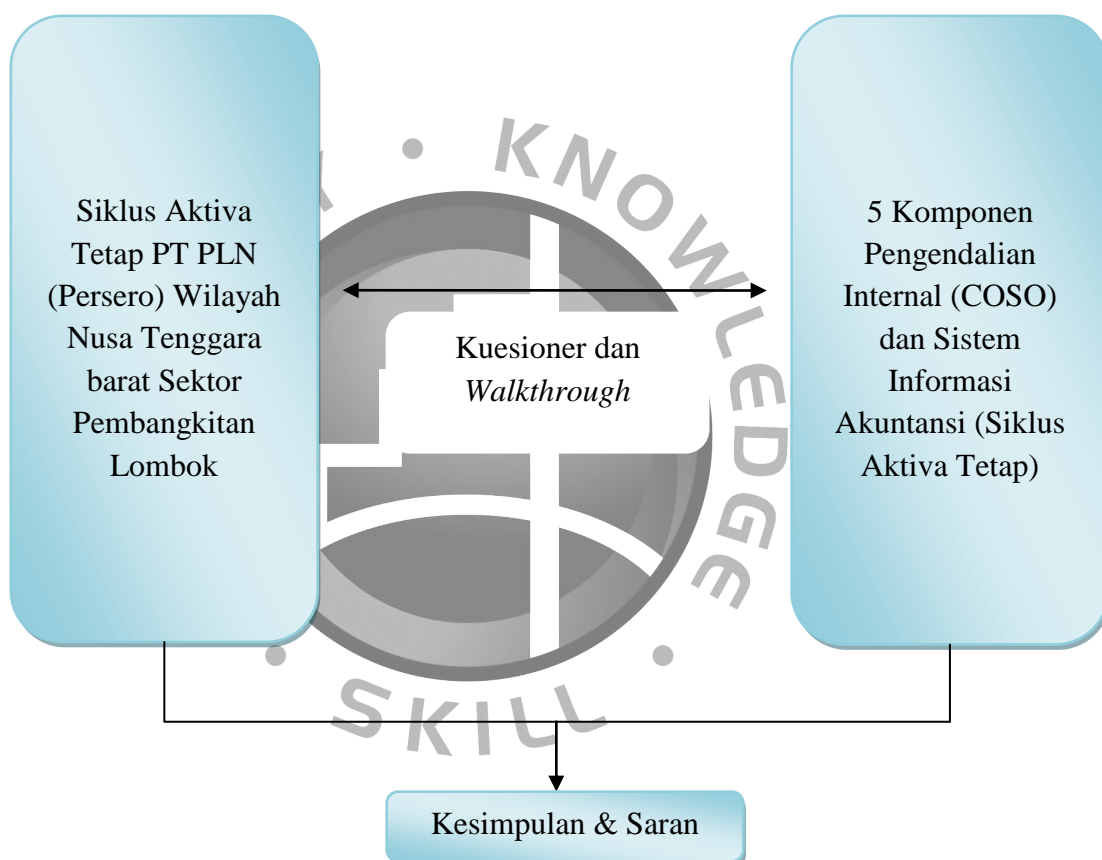 Siklus Aktiva
Tetap PT PLN
(Persero) Wilayah
Nusa Tenggara
barat Sektor
Pembangkitan
Lombok
Kuesioner dan
Walkthrough
5 Komponen
Pengendalian
Internal (COSO)
dan Sistem
Informasi
Akuntansi (Siklus
Aktiva Tetap)
KNOWLEDGE
SKILL
Kesimpulan & Saran